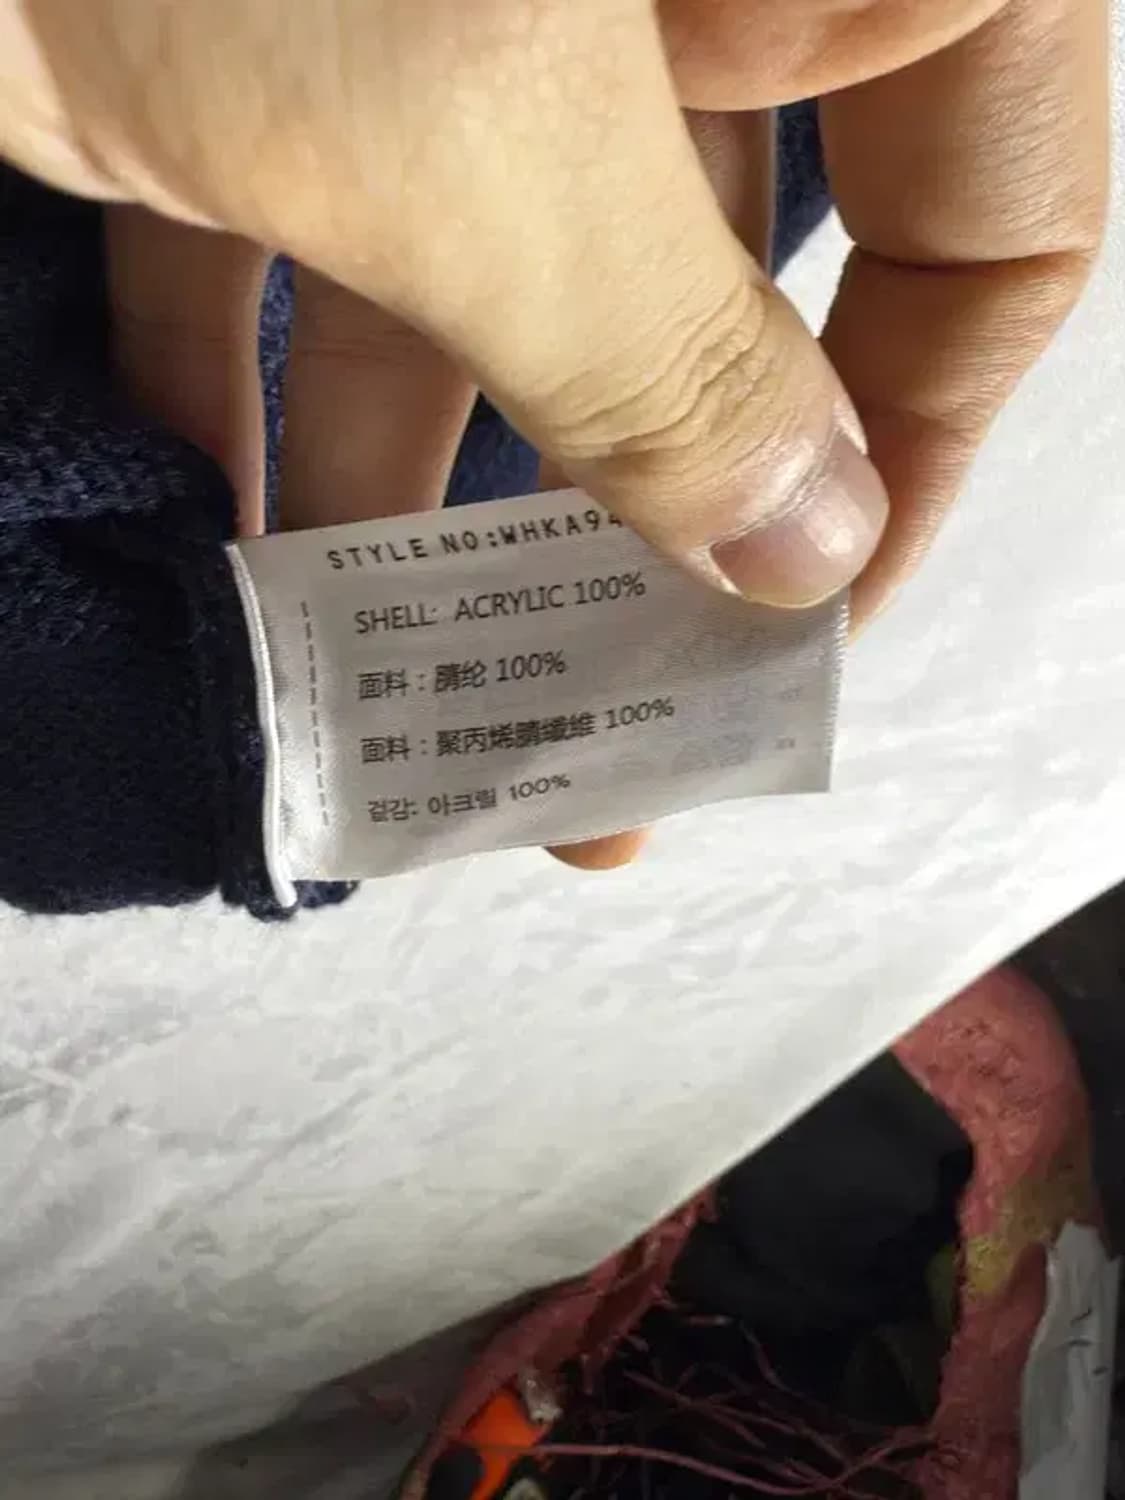 STYLE NO:WHKA94
SHELL: ACRYLIC 100%
面料：腈纶 100%
面料：聚丙烯腈纤维 100%
겉감: 아크릴 100%